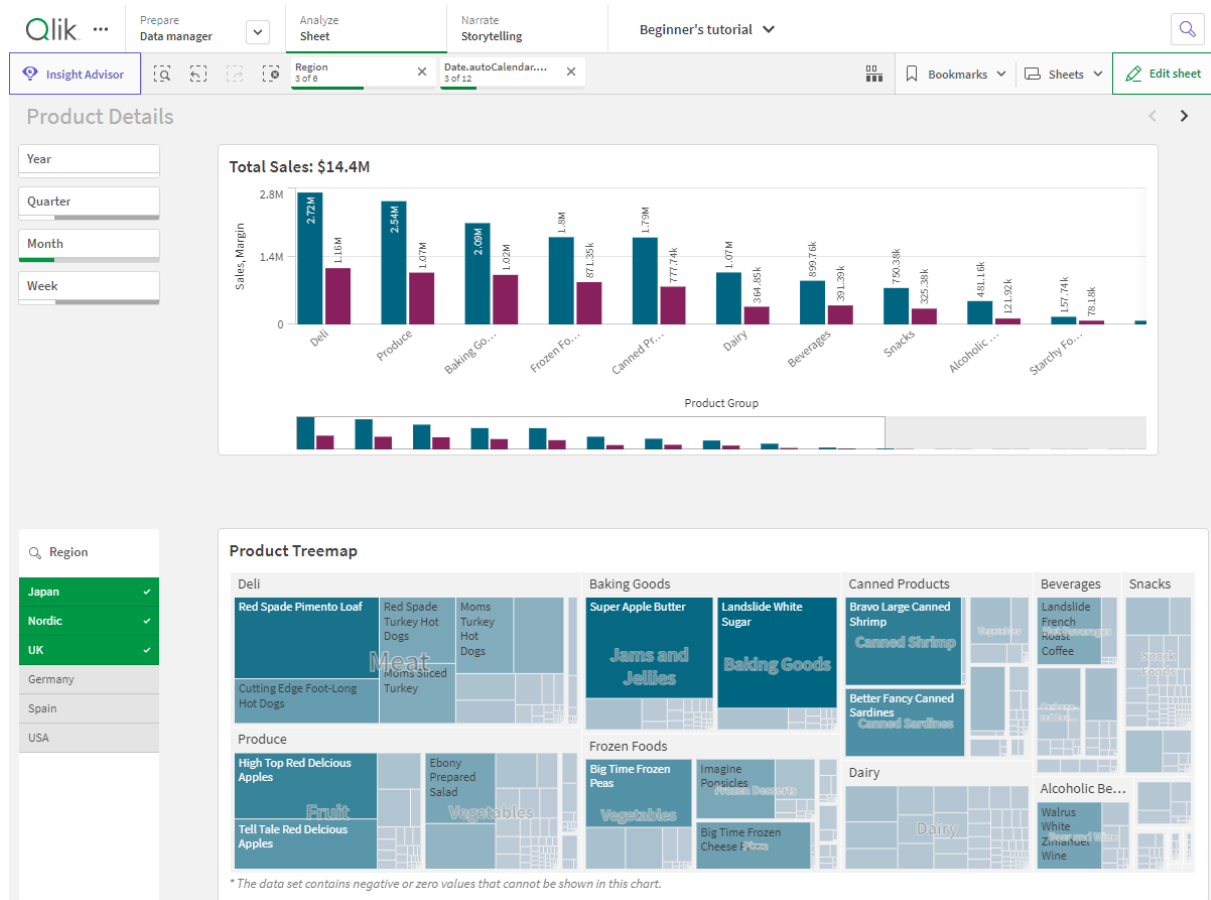 Qlik
Prepare
Data manager
Analyze
Sheet
Narrate
Storytelling
Beginner's tutorial
Insight Advisor
Region
3 of 6
Date.autoCalendar....
3 of 12
Bookmarks
Sheets
Edit sheet
Product Details
Year
Quarter
Month
Week
Total Sales: $14.4M
Sales, Margin
2.8M
1.4M
0
2.72M
1.16M
2.54M
1.07M
2.09M
1.02M
1.8M
871.35k
1.79M
777.74k
1.07M
364.85k
899.76k
391.39k
750.38k
325.38k
481.16k
121.92k
157.74k
78.18k
Deli
Produce
Baking Go...
Frozen Fo...
Canned Pr...
Dairy
Beverages
Snacks
Alcoholic ...
Starchy Fo...
Product Group
Region
Japan
Nordic
UK
Germany
Spain
USA
Product Treemap
Deli
Red Spade Pimento Loaf
Red Spade
Turkey Hot
Dogs
Moms
Turkey
Hot
Dogs
Meat
Moms Sliced
Turkey
Cutting Edge Foot-Long
Hot Dogs
Baking Goods
Super Apple Butter
Jams and
Jellies
Landslide White
Sugar
Baking Goods
Canned Products
Bravo Large Canned
Shrimp
Canned Shrimp
Vegetables
Better Fancy Canned
Sardines
Canned Sardines
Beverages
Landslide
French
Roast
Coffee
Snacks
Snack
Foods
Produce
High Top Red Delcious
Apples
Fruit
Tell Tale Red Delcious
Apples
Ebony
Prepared
Salad
Vegetables
Frozen Foods
Big Time Frozen
Peas
Vegetables
Imagine
Popsicles
Frozen Desserts
Big Time Frozen
Cheese Pizza
Pizza
Dairy
Dairy
Alcoholic Be...
Walrus
White
Zinfandel
Wine
Beer and Wine
* The data set contains negative or zero values that cannot be shown in this chart.